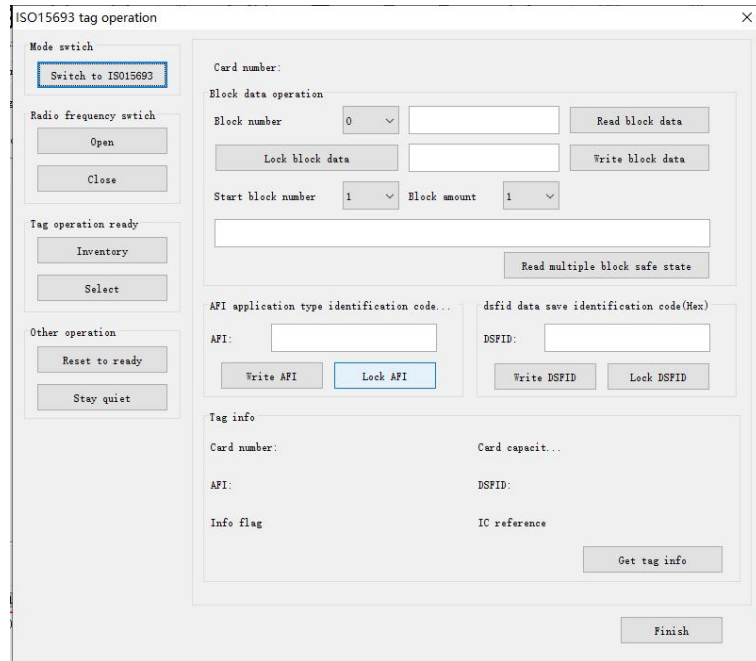 ISO15693 tag operation
Mode swtich
Switch to ISO15693
Radio frequency swtich
Open
Close
Tag operation ready
Inventory
Select
Other operation
Reset to ready
Stay quiet
Card number:
Block data operation
Block number 0 Read block data
Lock block data Write block data
Start block number 1 Block amount 1
Read multiple block safe state
AFI application type identification code...
AFI:
Write AFI Lock AFI
dsfid data save identification code(Hex)
DSFID:
Write DSFID Lock DSFID
Tag info
Card number: Card capacit...
AFI: DSFID:
Info flag IC reference
Get tag info
Finish